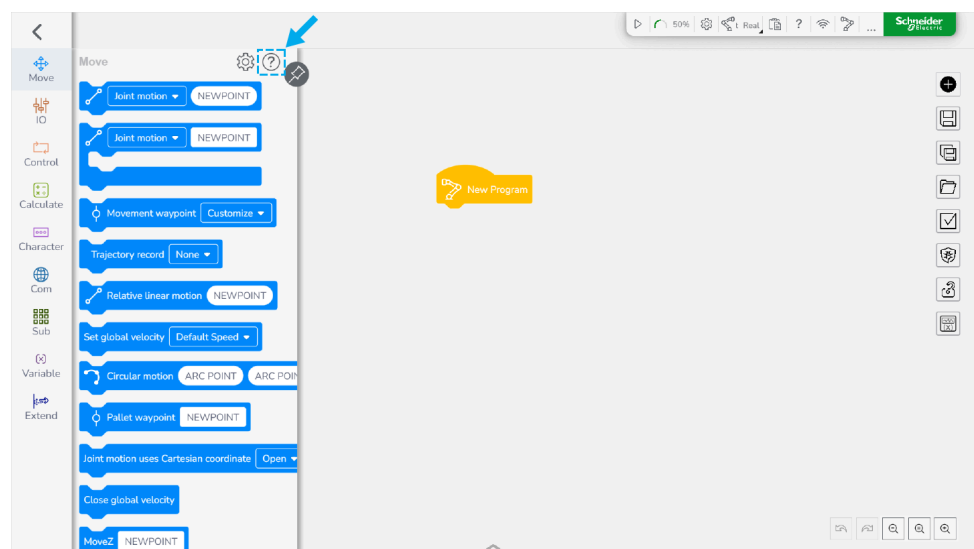 50%
Real
?
...
Schneider
Electric
Move
?
Move
IO
Control
Calculate
Character
Com
Sub
(x)
Variable
Extend
Joint motion NEWPOINT
Joint motion NEWPOINT
Movement waypoint Customize
Trajectory record None
Relative linear motion NEWPOINT
Set global velocity Default Speed
Circular motion ARC POINT ARC POIN
Pallet waypoint NEWPOINT
Joint motion uses Cartesian coordinate Open
Close global velocity
MoveZ NEWPOINT
New Program